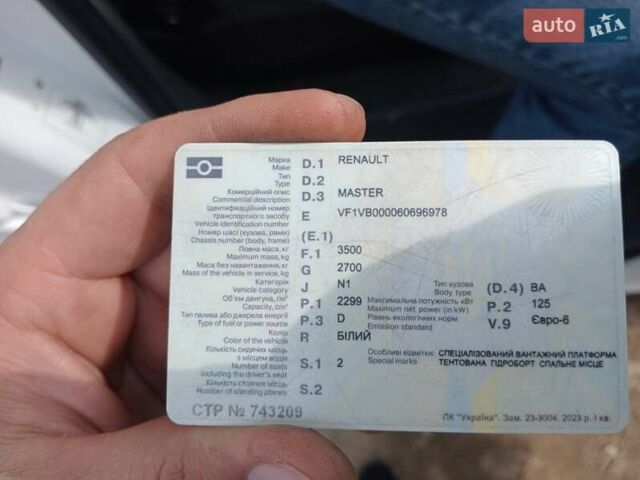 auto RIA.com
Марка D.1 RENAULT
Make
Тип D.2
Type
Комерційний опис D.3 MASTER
Commercial description
Ідентифікаційний номер
транспортного засобу E VF1VB000060696978
Vehicle identification number
Номер шасі (кузова, рами) (E.1)
Chassis number (body, frame)
Повна маса, кг F.1 3500
Maximum mass, kg
Маса без навантаження, кг G 2700
Mass of the vehicle in service, kg
Категорія J N1 Тип кузова (D.4) ВА
Vehicle category Body type
Об'єм двигуна, см³ P.1 2299 Максимальна потужність кВт P.2 125
Capacity, cm³ Maximum net power (in kW)
Тип палива або джерела енергії P.3 D Рівень екологічних норм V.9 Євро-6
Type of fuel or power source Emission standard
Колір R БІЛИЙ
Color of the vehicle
Кількість сидячих місць
з місцем водія S.1 2 Особливі відмітки: СПЕЦІАЛІЗОВАНИЙ ВАНТАЖНИЙ ПЛАТФОРМА
Number of seats Special marks ТЕНТОВАНА ГІДРОБОРТ СПАЛЬНЕ МІСЦЕ
including the driver's seat
Кількість стоячих місць S.2
Number of standing places
СТР № 743209
ПК "Україна". Зам. 23-3004. 2023 р. І кв.